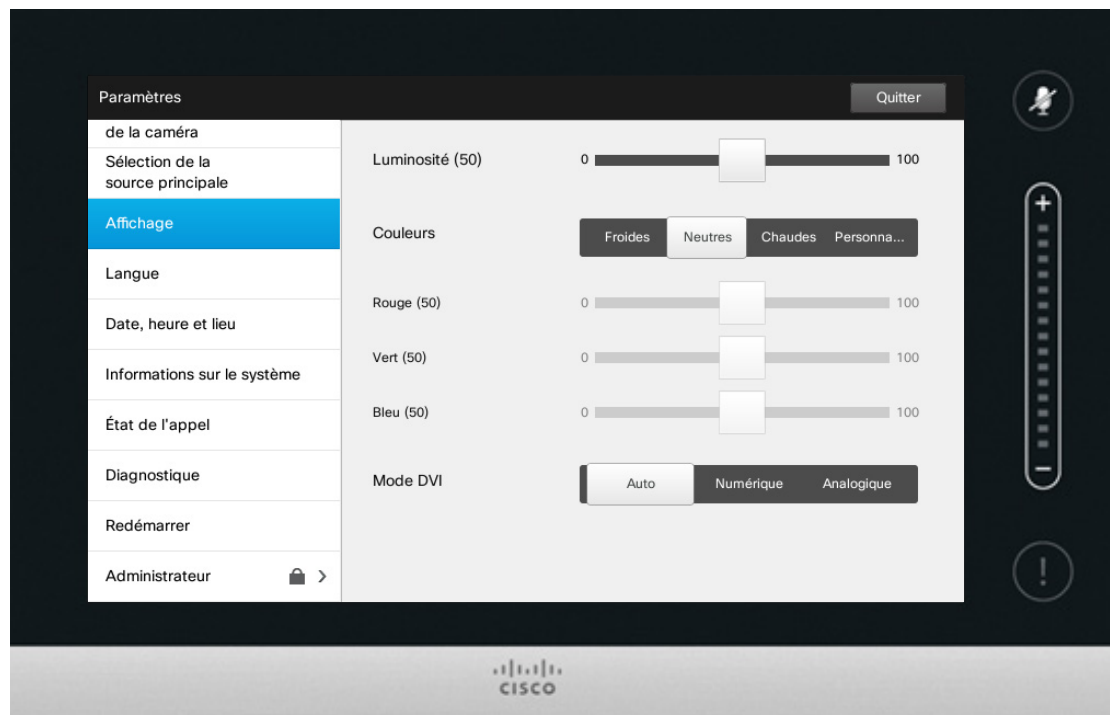 Paramètres
Quitter
de la caméra
Sélection de la
source principale
Affichage
Langue
Date, heure et lieu
Informations sur le système
État de l'appel
Diagnostique
Redémarrer
Administrateur
Luminosité (50) 0 100
Couleurs Froides Neutres Chaudes Personna...
Rouge (50) 0 100
Vert (50) 0 100
Bleu (50) 0 100
Mode DVI Auto Numérique Analogique
+
−
!
CISCO